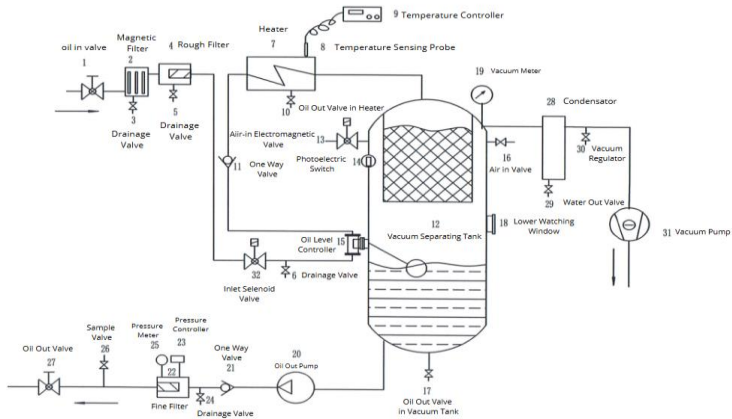 9 Temperature Controller
Heater
7
8 Temperature Sensing Probe
oil in valve
1
Magnetic
Filter
2
4 Rough Filter
3
Drainage
Valve
5
Drainage
Valve
10
Oil Out Valve in Heater
19 Vacuum Meter
28 Condensator
Aiir-in Electromagnetic
Valve
13
Photoelectric
Switch
14
11
One Way
Valve
16
Air in Valve
30 Vacuum
Regulator
29
Water Out Valve
12
Vacuum Separating Tank
18 Lower Watching
Window
31 Vacuum Pump
Oil Level
Controller
15
32
Inlet Selenoid
Valve
6 Drainage Valve
Oil Out Valve
27
Sample
Valve
26
Pressure
Meter
25
Pressure
Controller
23
22
Fine Filter
24
Drainage Valve
One Way
Valve
21
20
Oil Out Pump
17
Oil Out Valve
in Vacuum Tank